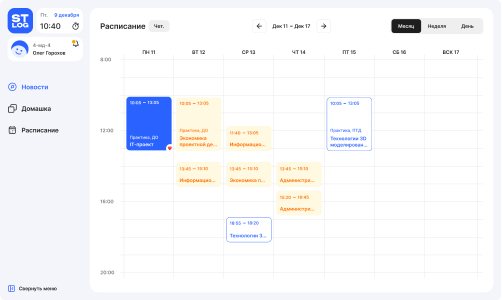 ST
LOG
Пт. 9 декабря
10:40
4-ид-4
Олег Горохов
Новости
Домашка
Расписание
Свернуть меню
Расписание Чет.
Дек 11 – Дек 17
Месяц Неделя День
ПН 11 ВТ 12 СР 13 ЧТ 14 ПТ 15 СБ 16 ВСК 17
8:00
12:00
16:00
20:00
10:05 – 13:05
Практика, ДО
IT-проект
10:05 – 13:05
Практика, ДО
Экономика
проектной де...
13:45 – 15:10
Информацио...
11:45 – 13:05
Информацио...
13:45 – 15:10
Экономика п...
16:55 – 18:20
Технологии 3...
13:45 – 15:10
Администри...
15:20 – 16:45
Администри...
10:05 – 13:05
Практика, ПТД
Технологии 3D
моделирован...